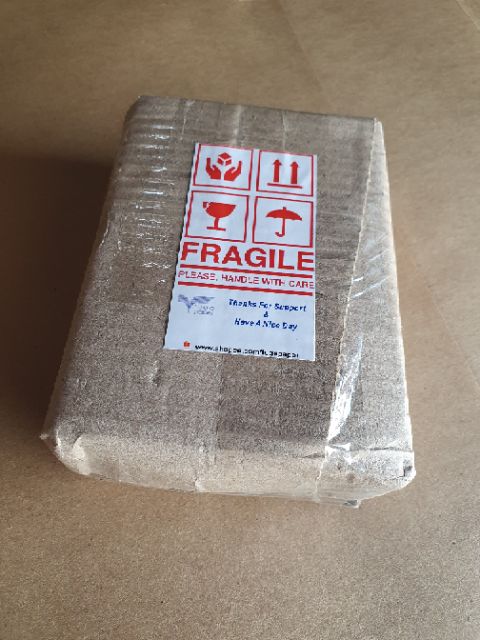 FRAGILE
PLEASE, HANDLE WITH CARE
Thanks For Support
&
Have A Nice Day